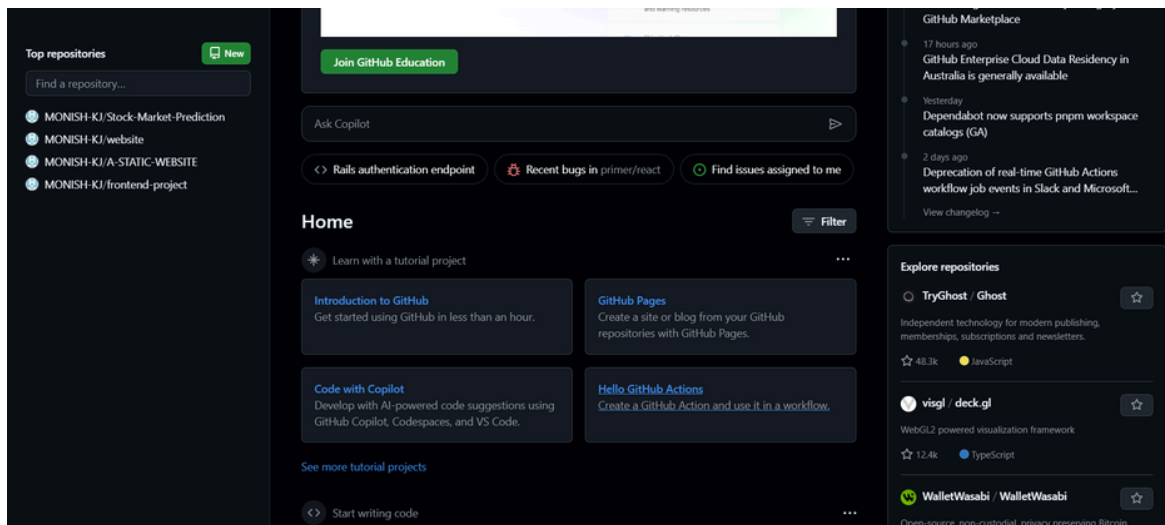 and learning resources
Join GitHub Education
Top repositories
New
Find a repository...
MONISH-KJ/Stock-Market-Prediction
MONISH-KJ/website
MONISH-KJ/A-STATIC-WEBSITE
MONISH-KJ/frontend-project
Ask Copilot
Rails authentication endpoint
Recent bugs in primer/react
Find issues assigned to me
Home
Filter
Learn with a tutorial project
Introduction to GitHub
Get started using GitHub in less than an hour.
GitHub Pages
Create a site or blog from your GitHub
repositories with GitHub Pages.
Code with Copilot
Develop with AI-powered code suggestions using
GitHub Copilot, Codespaces, and VS Code.
Hello GitHub Actions
Create a GitHub Action and use it in a workflow.
See more tutorial projects
Start writing code
GitHub Marketplace
17 hours ago
GitHub Enterprise Cloud Data Residency in
Australia is generally available
Yesterday
Dependabot now supports pnpm workspace
catalogs (GA)
2 days ago
Deprecation of real-time GitHub Actions
workflow job events in Slack and Microsoft...
View changelog →
Explore repositories
TryGhost / Ghost
Independent technology for modern publishing,
memberships, subscriptions and newsletters.
48.3k
JavaScript
visgl / deck.gl
WebGL2 powered visualization framework
12.4k
TypeScript
WalletWasabi / WalletWasabi
Open-source, non-custodial, privacy preserving Bitcoin